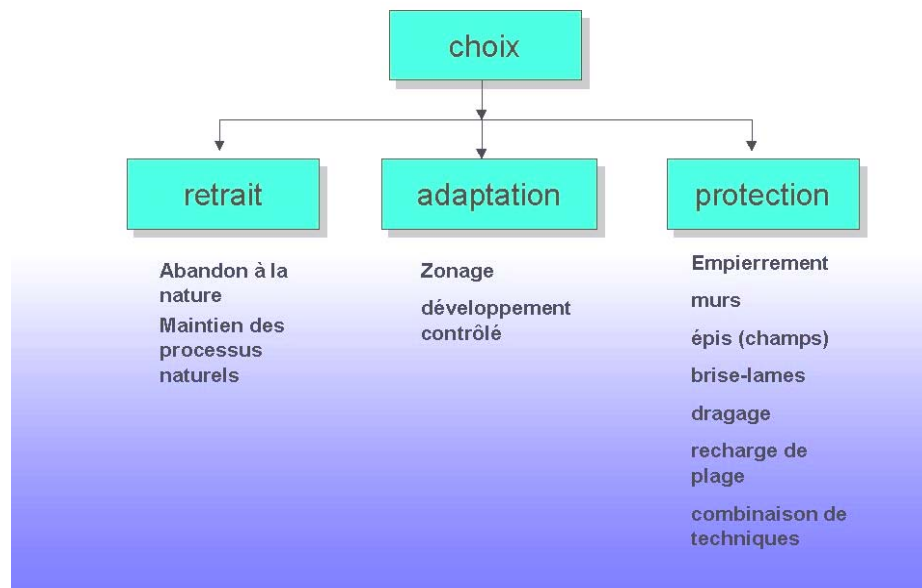 choix
retrait
adaptation
protection
Abandon à la
nature
Maintien des
processus
naturels
Zonage
développement
contrôlé
Empierrement
murs
épis (champs)
brise-lames
dragage
recharge de
plage
combinaison de
techniques